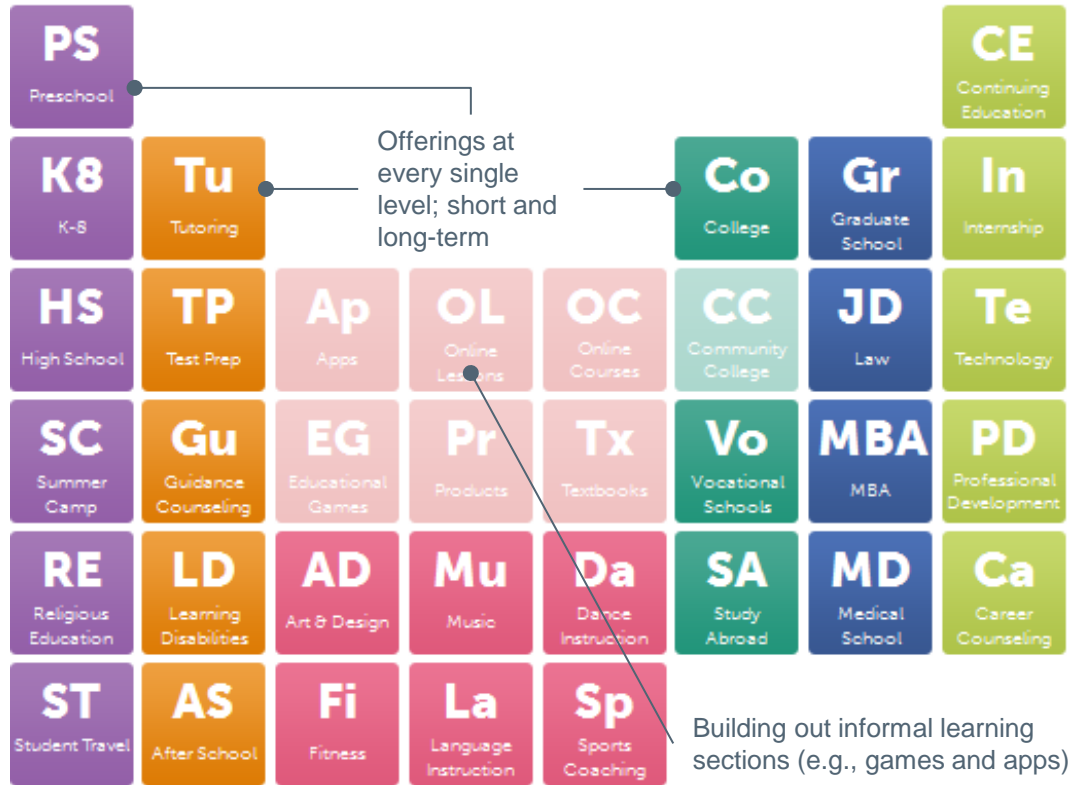 PS
Preschool
CE
Continuing
Education
Offerings at
every single
level; short and
long-term
K8
K-8
Tu
Tutoring
Co
College
Gr
Graduate
School
In
Internship
HS
High School
TP
Test Prep
Ap
Apps
OL
Online
Lessons
OC
Online
Courses
CC
Community
College
JD
Law
Te
Technology
SC
Summer
Camp
Gu
Guidance
Counseling
EG
Educational
Games
Pr
Products
Tx
Textbooks
Vo
Vocational
Schools
MBA
MBA
PD
Professional
Development
RE
Religious
Education
LD
Learning
Disabilities
AD
Art & Design
Mu
Music
Da
Dance
Instruction
SA
Study
Abroad
MD
Medical
School
Ca
Career
Counseling
ST
Student Travel
AS
After School
Fi
Fitness
La
Language
Instruction
Sp
Sports
Coaching
Building out informal learning
sections (e.g., games and apps)